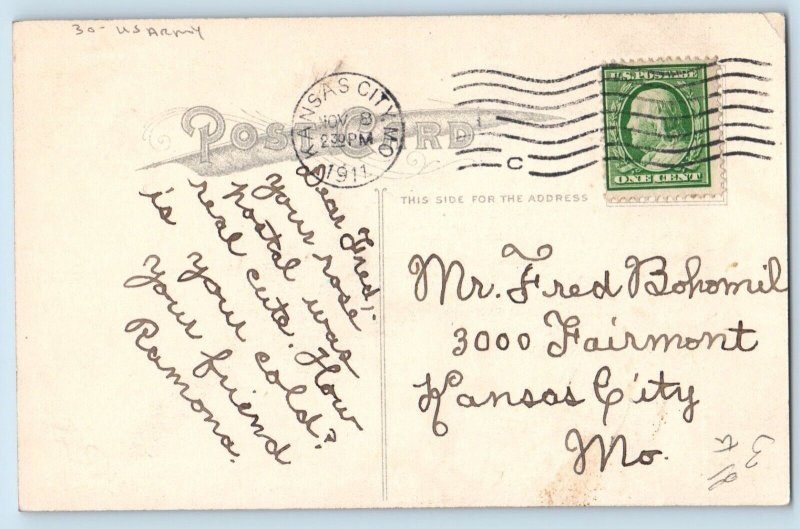 30- US ARMY
POST CARD
KANSAS CITY, MO.
NOV 8
2 30 PM
1911
C
U.S. POSTAGE
ONE CENT
THIS SIDE FOR THE ADDRESS
Dear Fred;-
your rose
postal was
real cute. How
is your cold?
your friend
Ramona.
Mr. Fred Bohomil
3000 Fairmont
Kansas City
Mo.